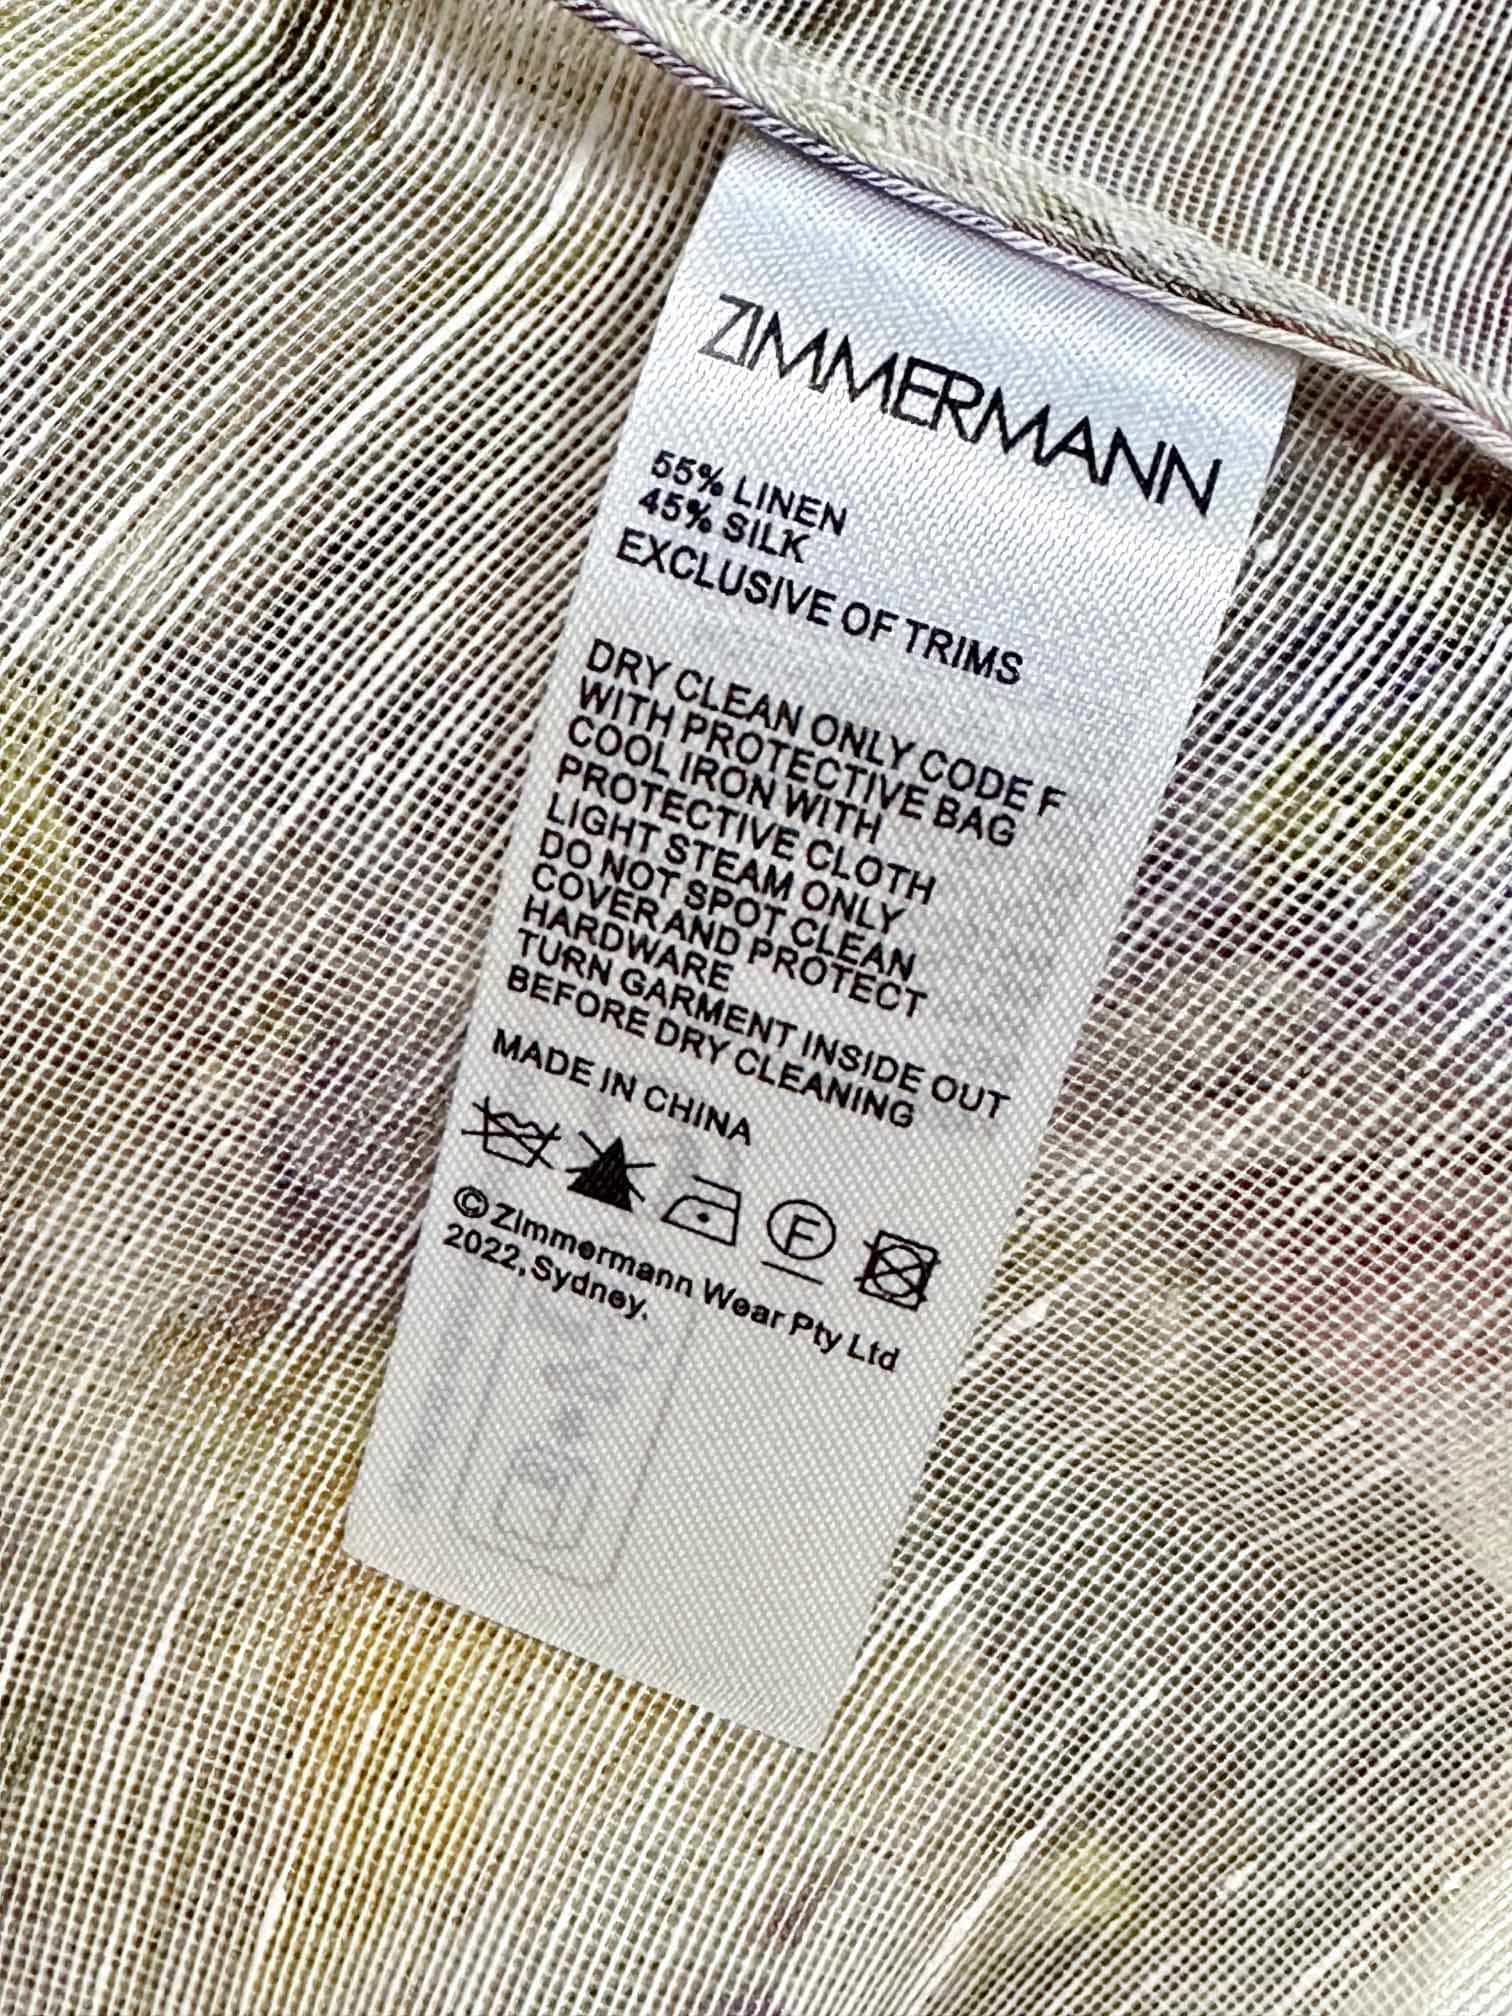 ZIMMERMANN
55% LINEN
45% SILK
EXCLUSIVE OF TRIMS
DRY CLEAN ONLY CODE F
WITH PROTECTIVE BAG
COOL IRON WITH
PROTECTIVE CLOTH
LIGHT STEAM ONLY
DO NOT SPOT CLEAN
COVER AND PROTECT
HARDWARE
TURN GARMENT INSIDE OUT
BEFORE DRY CLEANING
MADE IN CHINA
F
©Zimmermann Wear Pty Ltd
2022, Sydney.